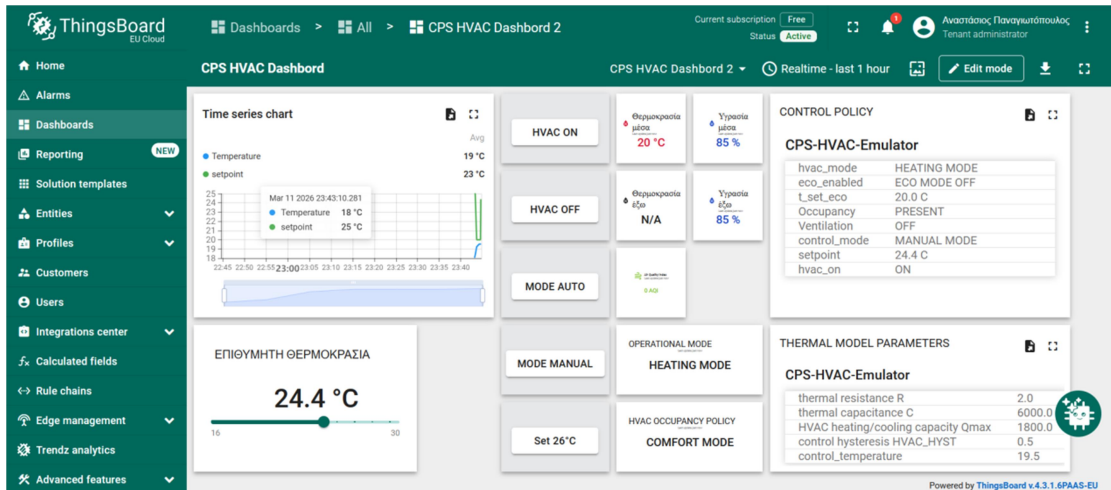 ThingsBoard
EU Cloud
Dashboards > All > CPS HVAC Dashbord 2
Current subscription Free
Status Active
1
Αναστάσιος Παναγιωτόπουλος
Tenant administrator
Home
Alarms
Dashboards
Reporting NEW
Solution templates
Entities
Profiles
Customers
Users
Integrations center
Calculated fields
Rule chains
Edge management
Trendz analytics
Advanced features
CPS HVAC Dashbord
CPS HVAC Dashbord 2
Realtime - last 1 hour
Edit mode
Time series chart
Avg
Temperature 19 °C
setpoint 23 °C
Mar 11 2026 23:43:10.281
Temperature 18 °C
setpoint 25 °C
25
24
23
22
21
20
19
18
22:45 22:50 22:55 23:00 23:05 23:10 23:15 23:20 23:25 23:30 23:35 23:40
HVAC ON
HVAC OFF
MODE AUTO
MODE MANUAL
Set 26°C
Θερμοκρασία
μέσα
20 °C
Υγρασία
μέσα
85 %
Θερμοκρασία
έξω
N/A
Υγρασία
έξω
85 %
0 AQI
OPERATIONAL MODE
HEATING MODE
HVAC OCCUPANCY POLICY
COMFORT MODE
CONTROL POLICY
CPS-HVAC-Emulator
hvac_mode HEATING MODE
eco_enabled ECO MODE OFF
t_set_eco 20.0 C
Occupancy PRESENT
Ventilation OFF
control_mode MANUAL MODE
setpoint 24.4 C
hvac_on ON
ΕΠΙΘΥΜΗΤΗ ΘΕΡΜΟΚΡΑΣΙΑ
24.4 °C
16 30
THERMAL MODEL PARAMETERS
CPS-HVAC-Emulator
thermal resistance R 2.0
thermal capacitance C 6000.0
HVAC heating/cooling capacity Qmax 1800.0
control hysteresis HVAC_HYST 0.5
control_temperature 19.5
Powered by ThingsBoard v.4.3.1.6PAAS-EU